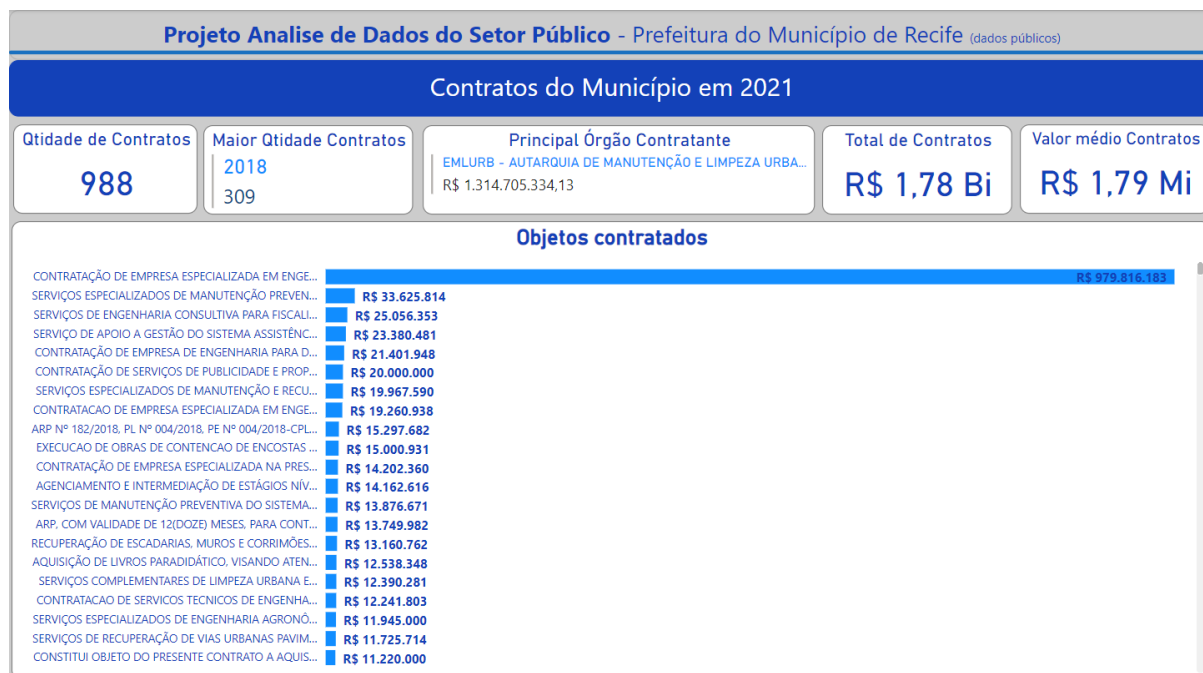 Projeto Analise de Dados do Setor Público - Prefeitura do Município de Recife (dados públicos)
Contratos do Município em 2021
Qtidade de Contratos
988
Maior Qtidade Contratos
2018
309
Principal Órgão Contratante
EMLURB - AUTARQUIA DE MANUTENÇÃO E LIMPEZA URBA...
R$ 1.314.705.334,13
Total de Contratos
R$ 1,78 Bi
Valor médio Contratos
R$ 1,79 Mi
Objetos contratados
CONTRATAÇÃO DE EMPRESA ESPECIALIZADA EM ENGE... R$ 979.816.183
SERVIÇOS ESPECIALIZADOS DE MANUTENÇÃO PREVEN... R$ 33.625.814
SERVIÇOS DE ENGENHARIA CONSULTIVA PARA FISCALI... R$ 25.056.353
SERVIÇO DE APOIO A GESTÃO DO SISTEMA ASSISTÊNC... R$ 23.380.481
CONTRATAÇÃO DE EMPRESA DE ENGENHARIA PARA D... R$ 21.401.948
CONTRATAÇÃO DE SERVIÇOS DE PUBLICIDADE E PROP... R$ 20.000.000
SERVIÇOS ESPECIALIZADOS DE MANUTENÇÃO E RECU... R$ 19.967.590
CONTRATACAO DE EMPRESA ESPECIALIZADA EM ENGE... R$ 19.260.938
ARP Nº 182/2018, PL Nº 004/2018, PE Nº 004/2018-CPL... R$ 15.297.682
EXECUCAO DE OBRAS DE CONTENCAO DE ENCOSTAS ... R$ 15.000.931
CONTRATAÇÃO DE EMPRESA ESPECIALIZADA NA PRES... R$ 14.202.360
AGENCIAMENTO E INTERMEDIAÇÃO DE ESTÁGIOS NÍV... R$ 14.162.616
SERVIÇOS DE MANUTENÇÃO PREVENTIVA DO SISTEMA... R$ 13.876.671
ARP, COM VALIDADE DE 12(DOZE) MESES, PARA CONT... R$ 13.749.982
RECUPERAÇÃO DE ESCADARIAS, MUROS E CORRIMÕES... R$ 13.160.762
AQUISIÇÃO DE LIVROS PARADIDÁTICO, VISANDO ATEN... R$ 12.538.348
SERVIÇOS COMPLEMENTARES DE LIMPEZA URBANA E... R$ 12.390.281
CONTRATACAO DE SERVICOS TECNICOS DE ENGENHA... R$ 12.241.803
SERVIÇOS ESPECIALIZADOS DE ENGENHARIA AGRONÔ... R$ 11.945.000
SERVIÇOS DE RECUPERAÇÃO DE VIAS URBANAS PAVIM... R$ 11.725.714
CONSTITUI OBJETO DO PRESENTE CONTRATO A AQUIS... R$ 11.220.000